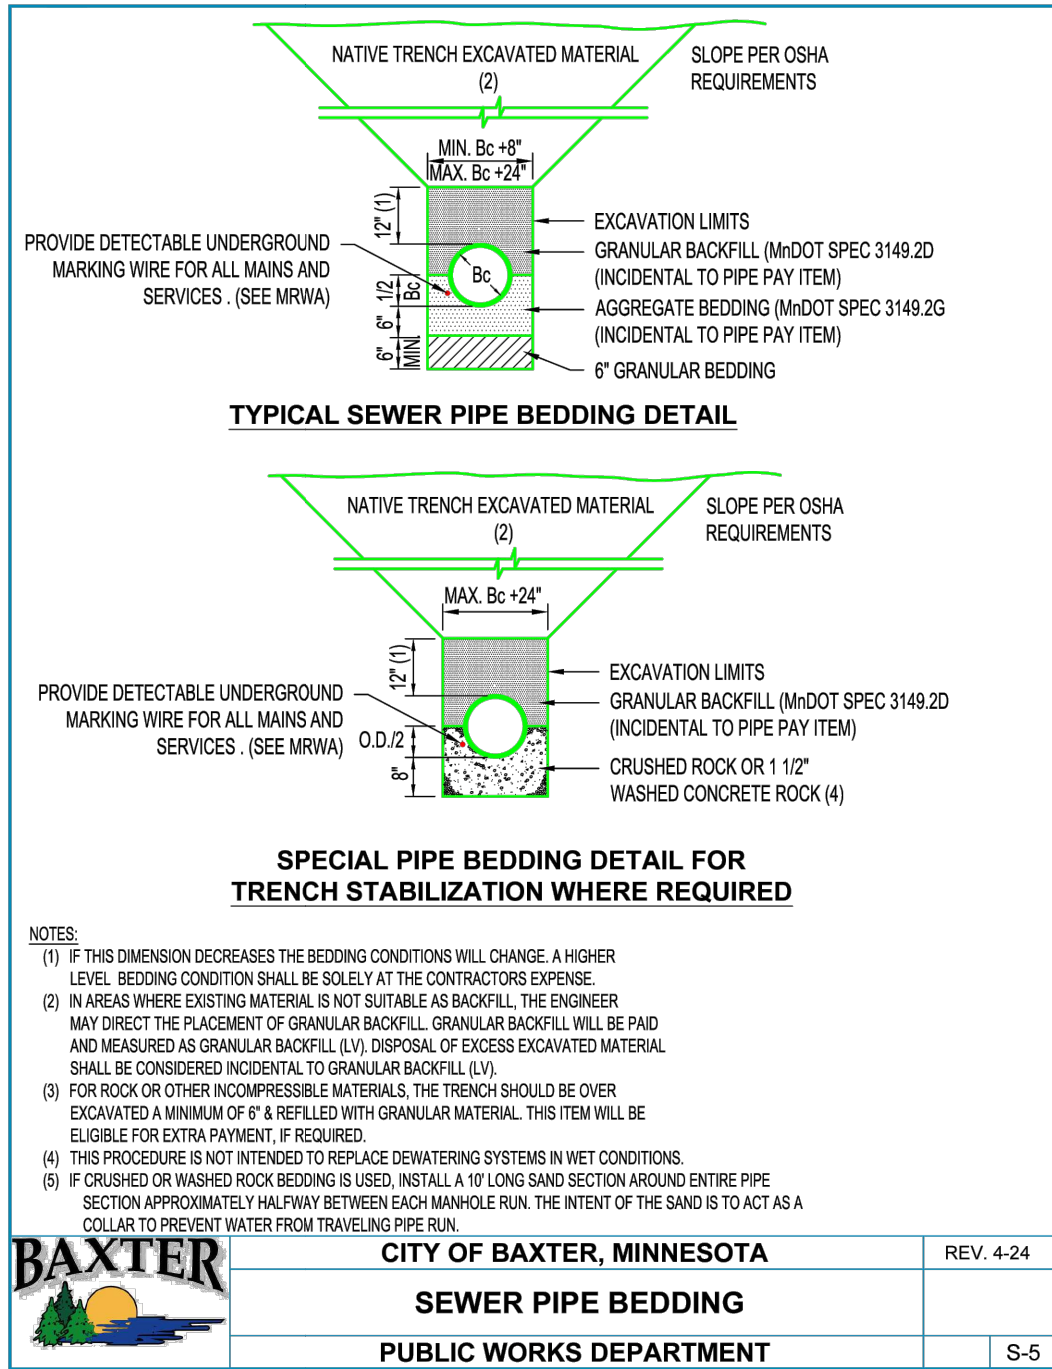 NATIVE TRENCH EXCAVATED MATERIAL
(2)
SLOPE PER OSHA
REQUIREMENTS
MIN. Bc +8"
MAX. Bc +24"
12" (1)
EXCAVATION LIMITS
PROVIDE DETECTABLE UNDERGROUND
MARKING WIRE FOR ALL MAINS AND
SERVICES . (SEE MRWA)
GRANULAR BACKFILL (MnDOT SPEC 3149.2D
(INCIDENTAL TO PIPE PAY ITEM)
Bc
1/2
Bc
AGGREGATE BEDDING (MnDOT SPEC 3149.2G
(INCIDENTAL TO PIPE PAY ITEM)
6"
6"
MIN.
6" GRANULAR BEDDING
TYPICAL SEWER PIPE BEDDING DETAIL
NATIVE TRENCH EXCAVATED MATERIAL
(2)
SLOPE PER OSHA
REQUIREMENTS
MAX. Bc +24"
12" (1)
EXCAVATION LIMITS
PROVIDE DETECTABLE UNDERGROUND
MARKING WIRE FOR ALL MAINS AND
SERVICES . (SEE MRWA)
GRANULAR BACKFILL (MnDOT SPEC 3149.2D
(INCIDENTAL TO PIPE PAY ITEM)
O.D./2
8"
CRUSHED ROCK OR 1 1/2"
WASHED CONCRETE ROCK (4)
SPECIAL PIPE BEDDING DETAIL FOR
TRENCH STABILIZATION WHERE REQUIRED
NOTES:
(1) IF THIS DIMENSION DECREASES THE BEDDING CONDITIONS WILL CHANGE. A HIGHER
LEVEL BEDDING CONDITION SHALL BE SOLELY AT THE CONTRACTORS EXPENSE.
(2) IN AREAS WHERE EXISTING MATERIAL IS NOT SUITABLE AS BACKFILL, THE ENGINEER
MAY DIRECT THE PLACEMENT OF GRANULAR BACKFILL. GRANULAR BACKFILL WILL BE PAID
AND MEASURED AS GRANULAR BACKFILL (LV). DISPOSAL OF EXCESS EXCAVATED MATERIAL
SHALL BE CONSIDERED INCIDENTAL TO GRANULAR BACKFILL (LV).
(3) FOR ROCK OR OTHER INCOMPRESSIBLE MATERIALS, THE TRENCH SHOULD BE OVER
EXCAVATED A MINIMUM OF 6" & REFILLED WITH GRANULAR MATERIAL. THIS ITEM WILL BE
ELIGIBLE FOR EXTRA PAYMENT, IF REQUIRED.
(4) THIS PROCEDURE IS NOT INTENDED TO REPLACE DEWATERING SYSTEMS IN WET CONDITIONS.
(5) IF CRUSHED OR WASHED ROCK BEDDING IS USED, INSTALL A 10' LONG SAND SECTION AROUND ENTIRE PIPE
SECTION APPROXIMATELY HALFWAY BETWEEN EACH MANHOLE RUN. THE INTENT OF THE SAND IS TO ACT AS A
COLLAR TO PREVENT WATER FROM TRAVELING PIPE RUN.
BAXTER
CITY OF BAXTER, MINNESOTA
REV. 4-24
SEWER PIPE BEDDING
PUBLIC WORKS DEPARTMENT
S-5